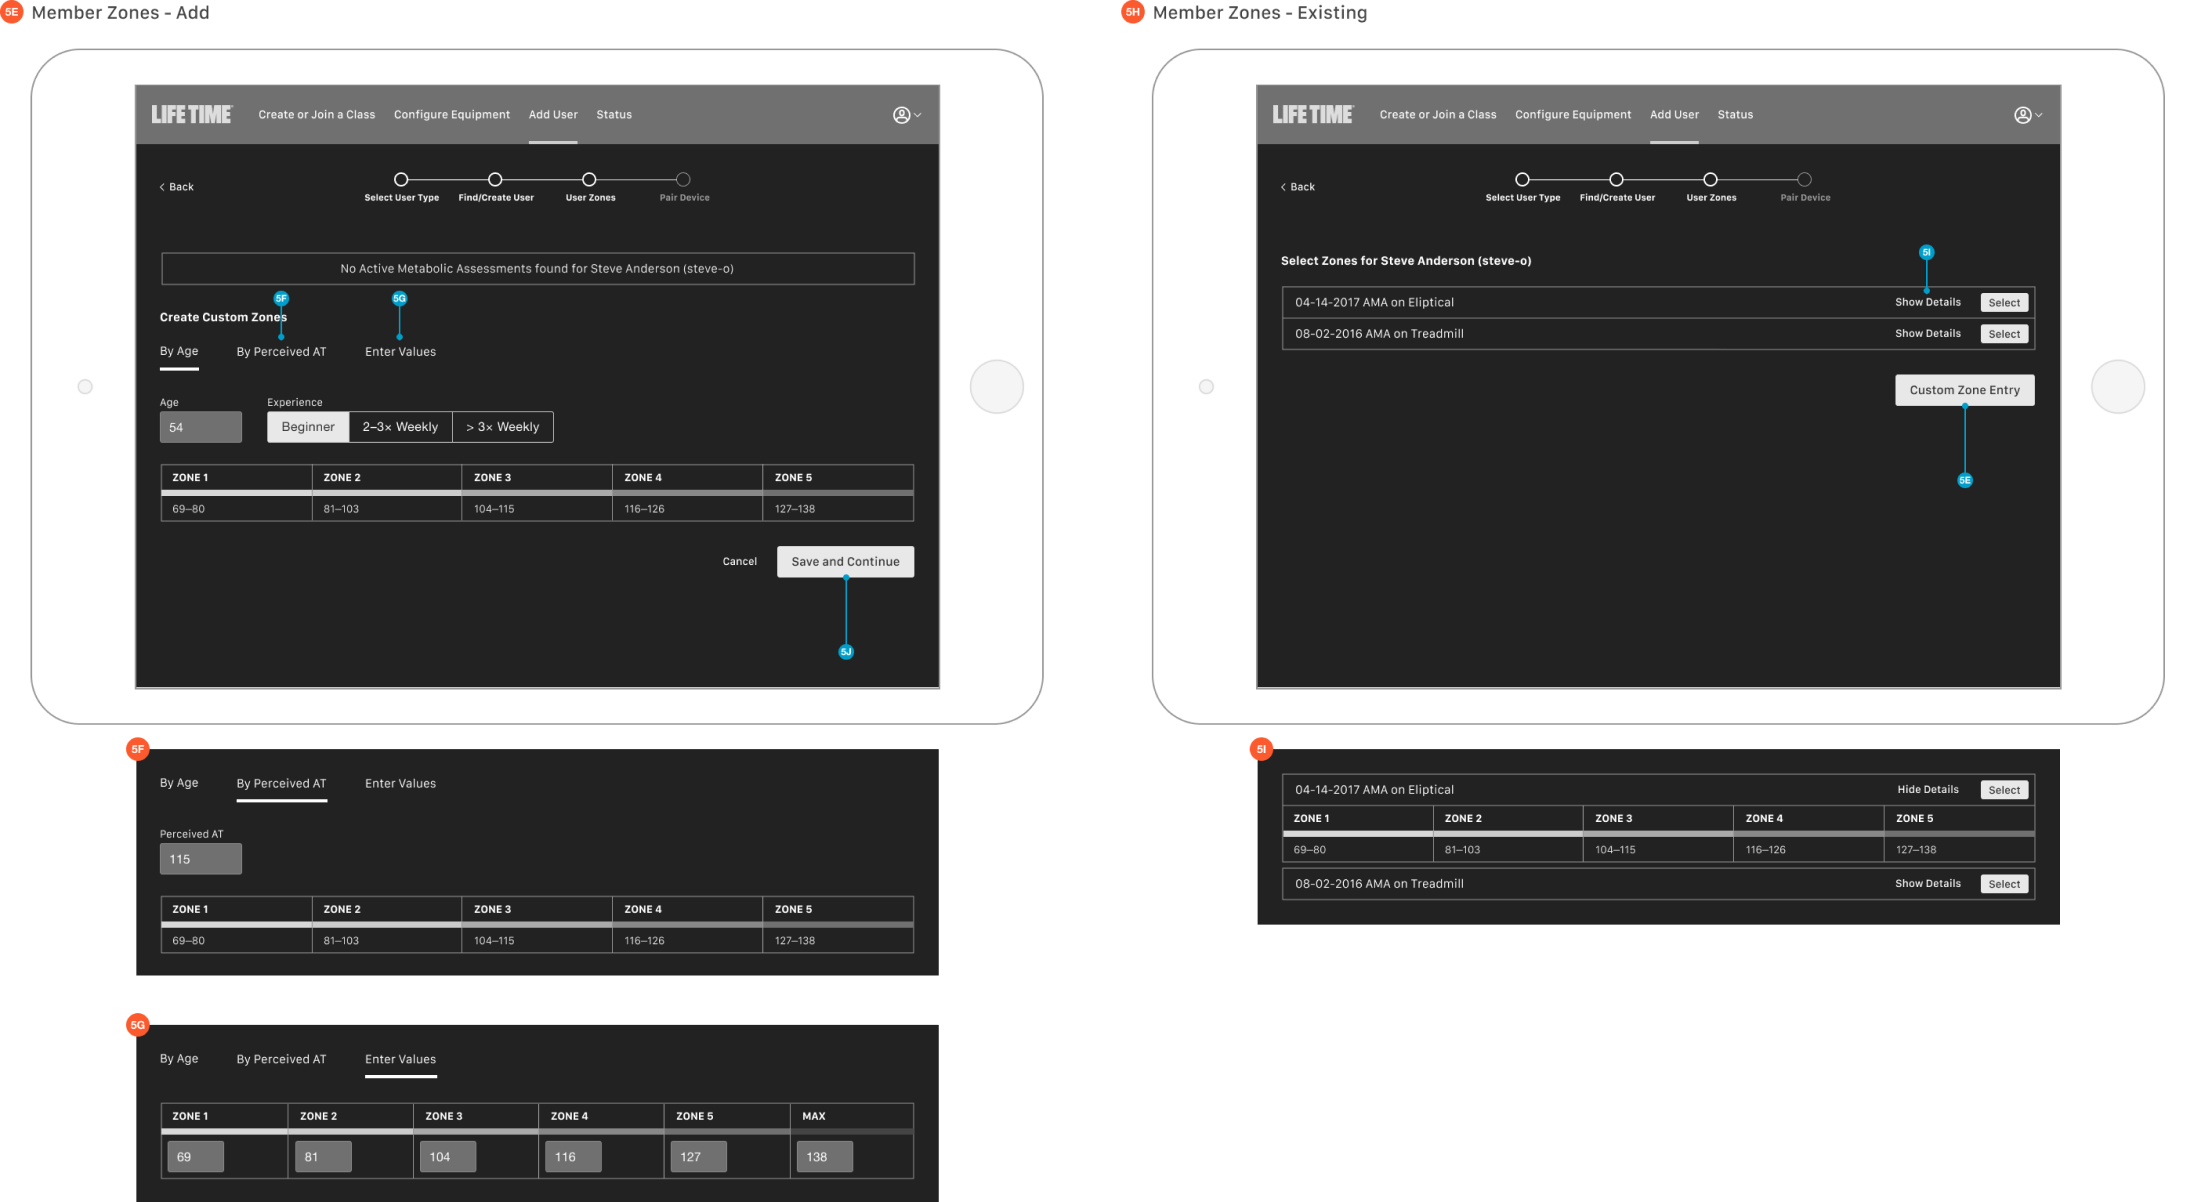 5E Member Zones - Add
LIFE TIME Create or Join a Class Configure Equipment Add User Status
Back
Select User Type Find/Create User User Zones Pair Device
No Active Metabolic Assessments found for Steve Anderson (steve-o)
5F 5G
Create Custom Zones
By Age By Perceived AT Enter Values
Age Experience
54 Beginner 2–3× Weekly > 3× Weekly
ZONE 1 ZONE 2 ZONE 3 ZONE 4 ZONE 5
69–80 81–103 104–115 116–126 127–138
Cancel Save and Continue
5J
5F
By Age By Perceived AT Enter Values
Perceived AT
115
ZONE 1 ZONE 2 ZONE 3 ZONE 4 ZONE 5
69–80 81–103 104–115 116–126 127–138
5G
By Age By Perceived AT Enter Values
ZONE 1 ZONE 2 ZONE 3 ZONE 4 ZONE 5 MAX
69 81 104 116 127 138
5H Member Zones - Existing
LIFE TIME Create or Join a Class Configure Equipment Add User Status
Back
Select User Type Find/Create User User Zones Pair Device
5I
Select Zones for Steve Anderson (steve-o)
04-14-2017 AMA on Eliptical Show Details Select
08-02-2016 AMA on Treadmill Show Details Select
Custom Zone Entry
5E
5I
04-14-2017 AMA on Eliptical Hide Details Select
ZONE 1 ZONE 2 ZONE 3 ZONE 4 ZONE 5
69–80 81–103 104–115 116–126 127–138
08-02-2016 AMA on Treadmill Show Details Select